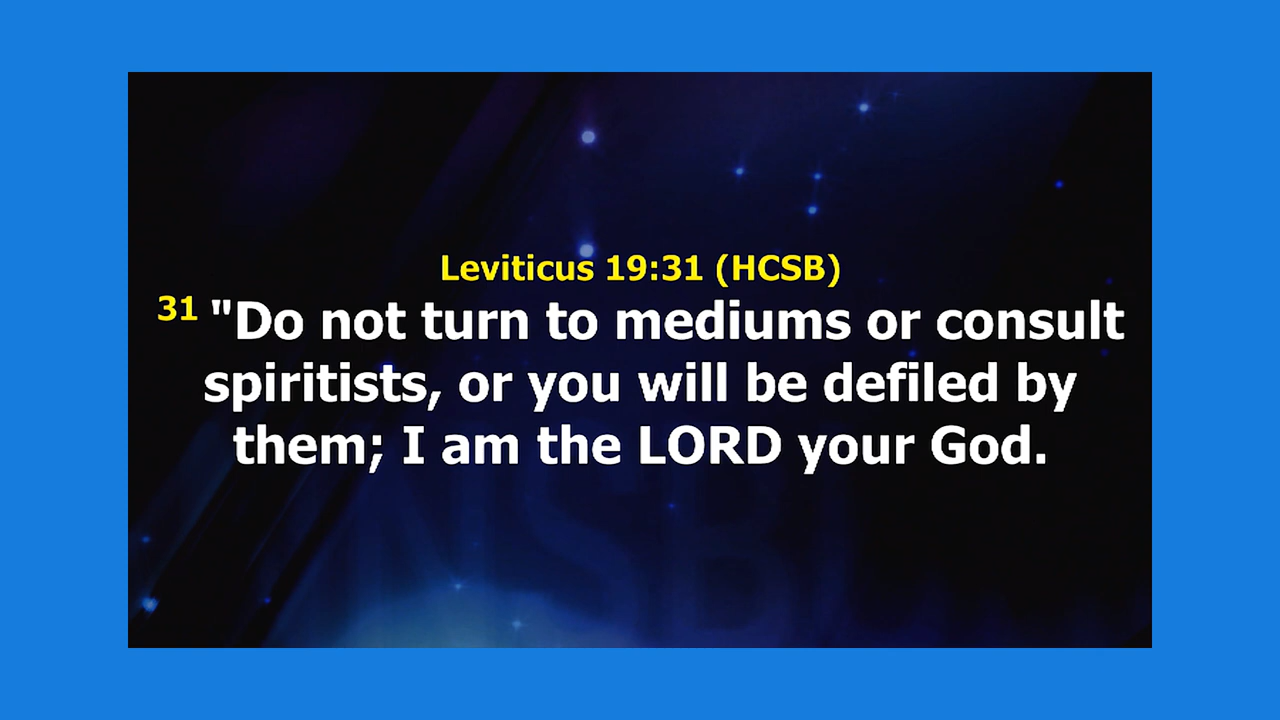 Leviticus 19:31 (HCSB)
31 "Do not turn to mediums or consult
spiritists, or you will be defiled by
them; I am the LORD your God.